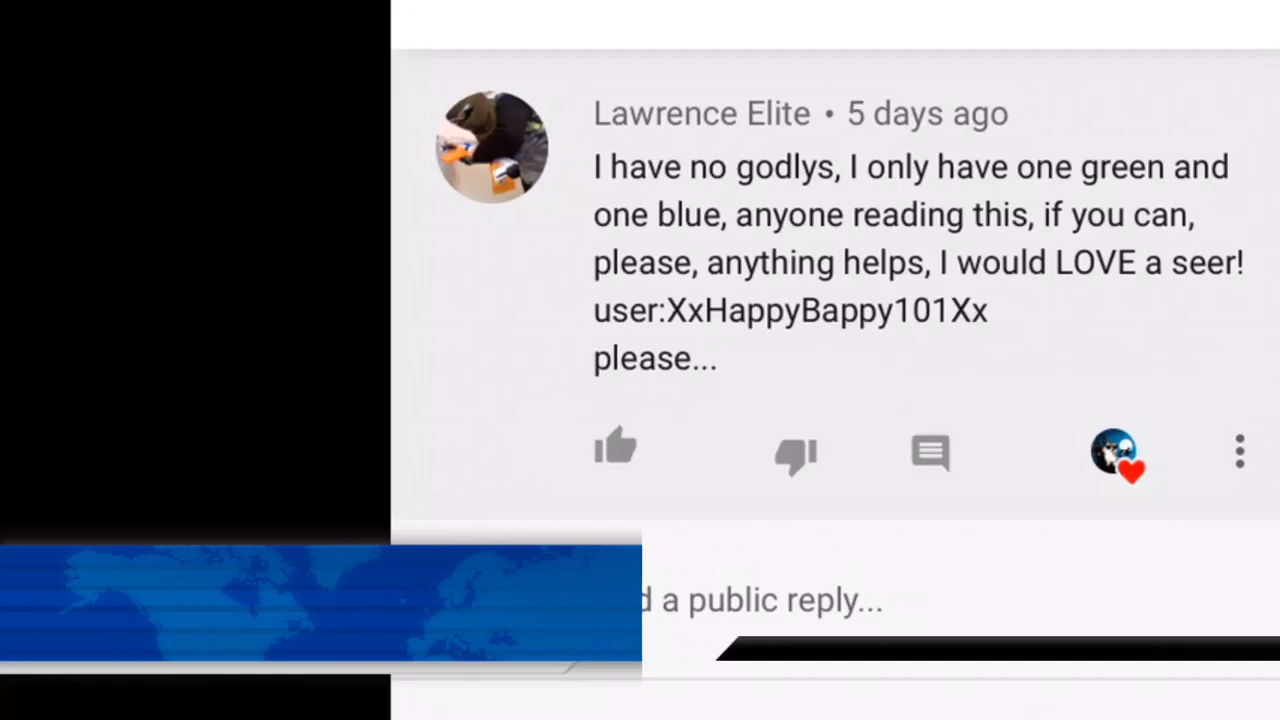 Lawrence Elite • 5 days ago
I have no godlys, I only have one green and
one blue, anyone reading this, if you can,
please, anything helps, I would LOVE a seer!
user:XxHappyBappy101Xx
please...
a public reply...